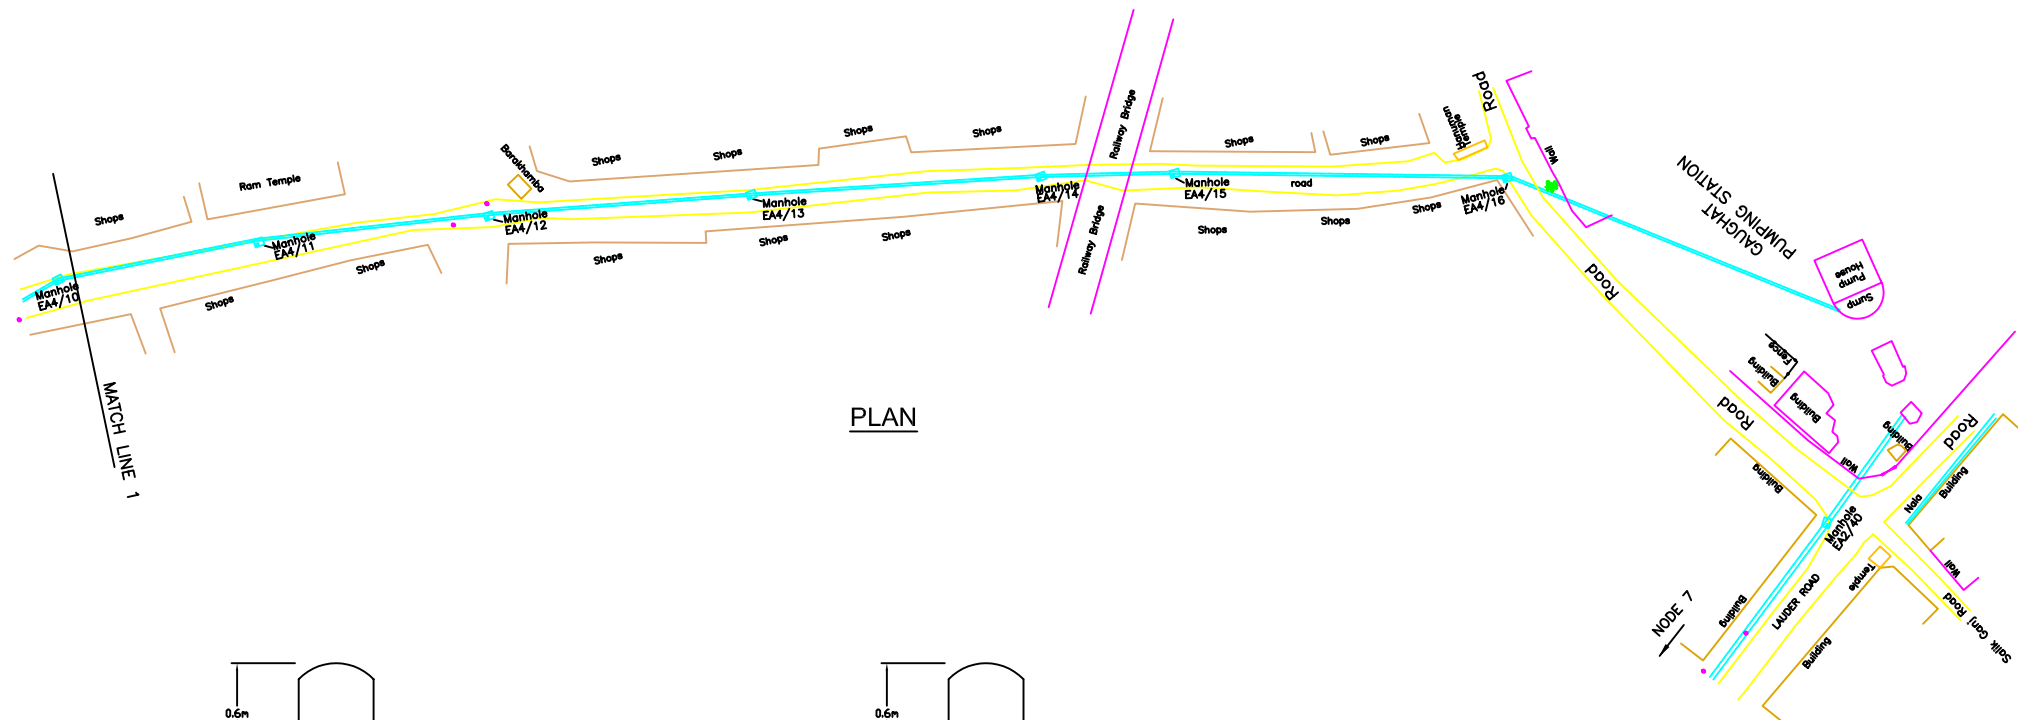 Shops
Ram Temple
Barakhamba
Shops
Shops
Shops
Shops
Railway Bridge
Shops
Shops
Hanuman
Temple
Road
Wall
GAUGHAT
PUMPING STATION
Pump
House
Sump
Manhole
EA4/10
Manhole
EA4/11
Manhole
EA4/12
Manhole
EA4/13
Manhole
EA4/14
Manhole
EA4/15
road
Manhole
EA4/16
Shops
Shops
Shops
Shops
Shops
Railway Bridge
Shops
Shops
Shops
Road
MATCH LINE 1
PLAN
Road
Fence
Building
Building
Building
Wall
Road
Building
Building
Nala
Manhole
EA2/40
Wall
Temple
LAUDER ROAD
Building
Building
Salik Ganj Road
NODE 7
0.6m
0.6m